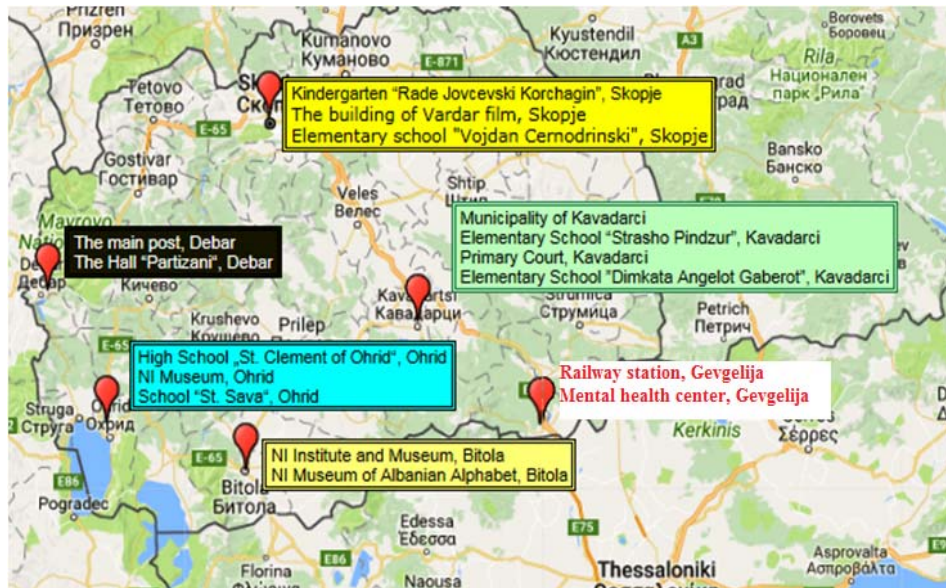 Prizren
Призрен
Kumanovo
Куманово
E-871
Kyustendil
Кюстендил
A3
Borovets
Боровец
Rila
Национален
парк „Рила"
Tetovo
Тетово
E-65
Gostivar
Гостивар
Kindergarten “Rade Jovcevski Korchagin”, Skopje
The building of Vardar film, Skopje
Elementary school "Vojdan Cernodrinski", Skopje
Bansko
Банско
Veles
Велес
Shtip
Mavrovo
The main post, Debar
The Hall “Partizani”, Debar
Дебар
Кичево
Municipality of Kavadarci
Elementary School “Strasho Pindzur”, Kavadarci
Primary Court, Kavadarci
Elementary School “Dimkata Angelot Gaberot”, Kavadarci
Кавадарци
Strumica
Струмица
Petrich
Петрич
Krushevo
Крушево
Prilep
High School „St. Clement of Ohrid“, Ohrid
NI Museum, Ohrid
School “St. Sava“, Ohrid
Railway station, Gevgelija
Mental health center, Gevgelija
Struga
Струга
Охрид
Kerkinis
Σέρρες
E-65
NI Institute and Museum, Bitola
NI Museum of Albanian Alphabet, Bitola
Bitola
Битола
E86
Pogradec
Edessa
Έδεσσα
E75
E86
Florina
Naousa
Thessaloniki
Asprovalta
Ασπροβάλτα